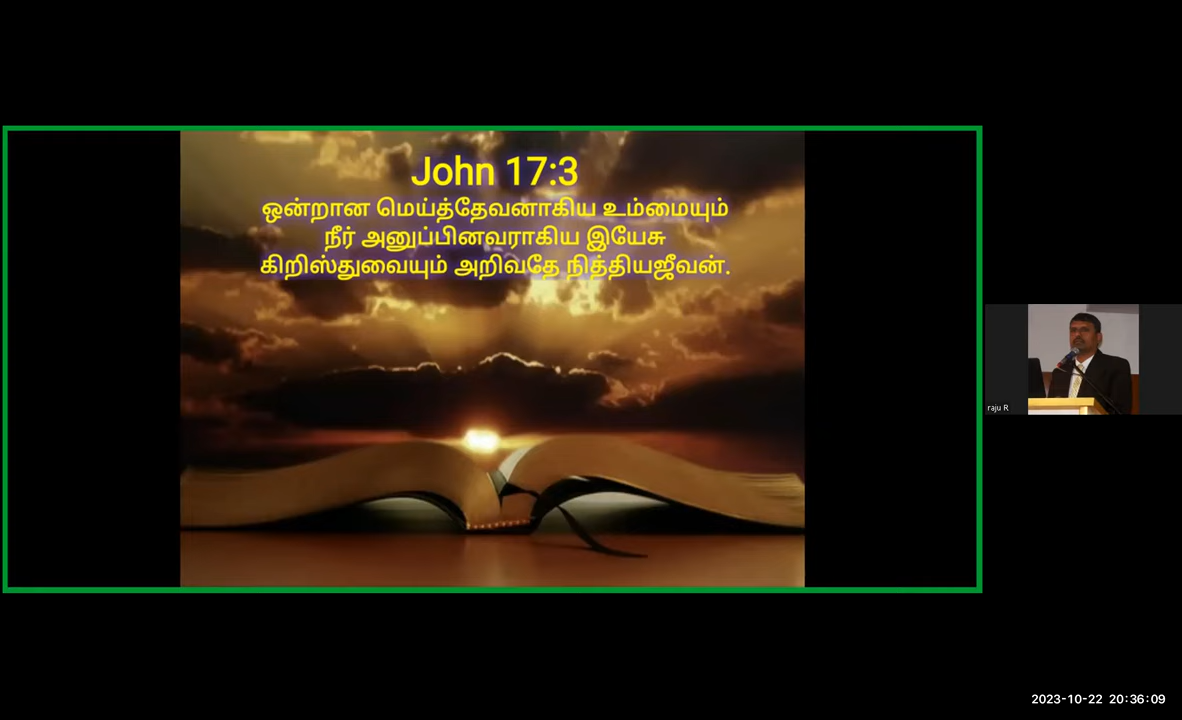 John 17:3
ஒன்றான மெய்த்தேவனாகிய உம்மையும்
நீர் அனுப்பினவராகிய இயேசு
கிறிஸ்துவையும் அறிவதே நித்தியஜீவன்.
raju R
2023-10-22 20:36:09